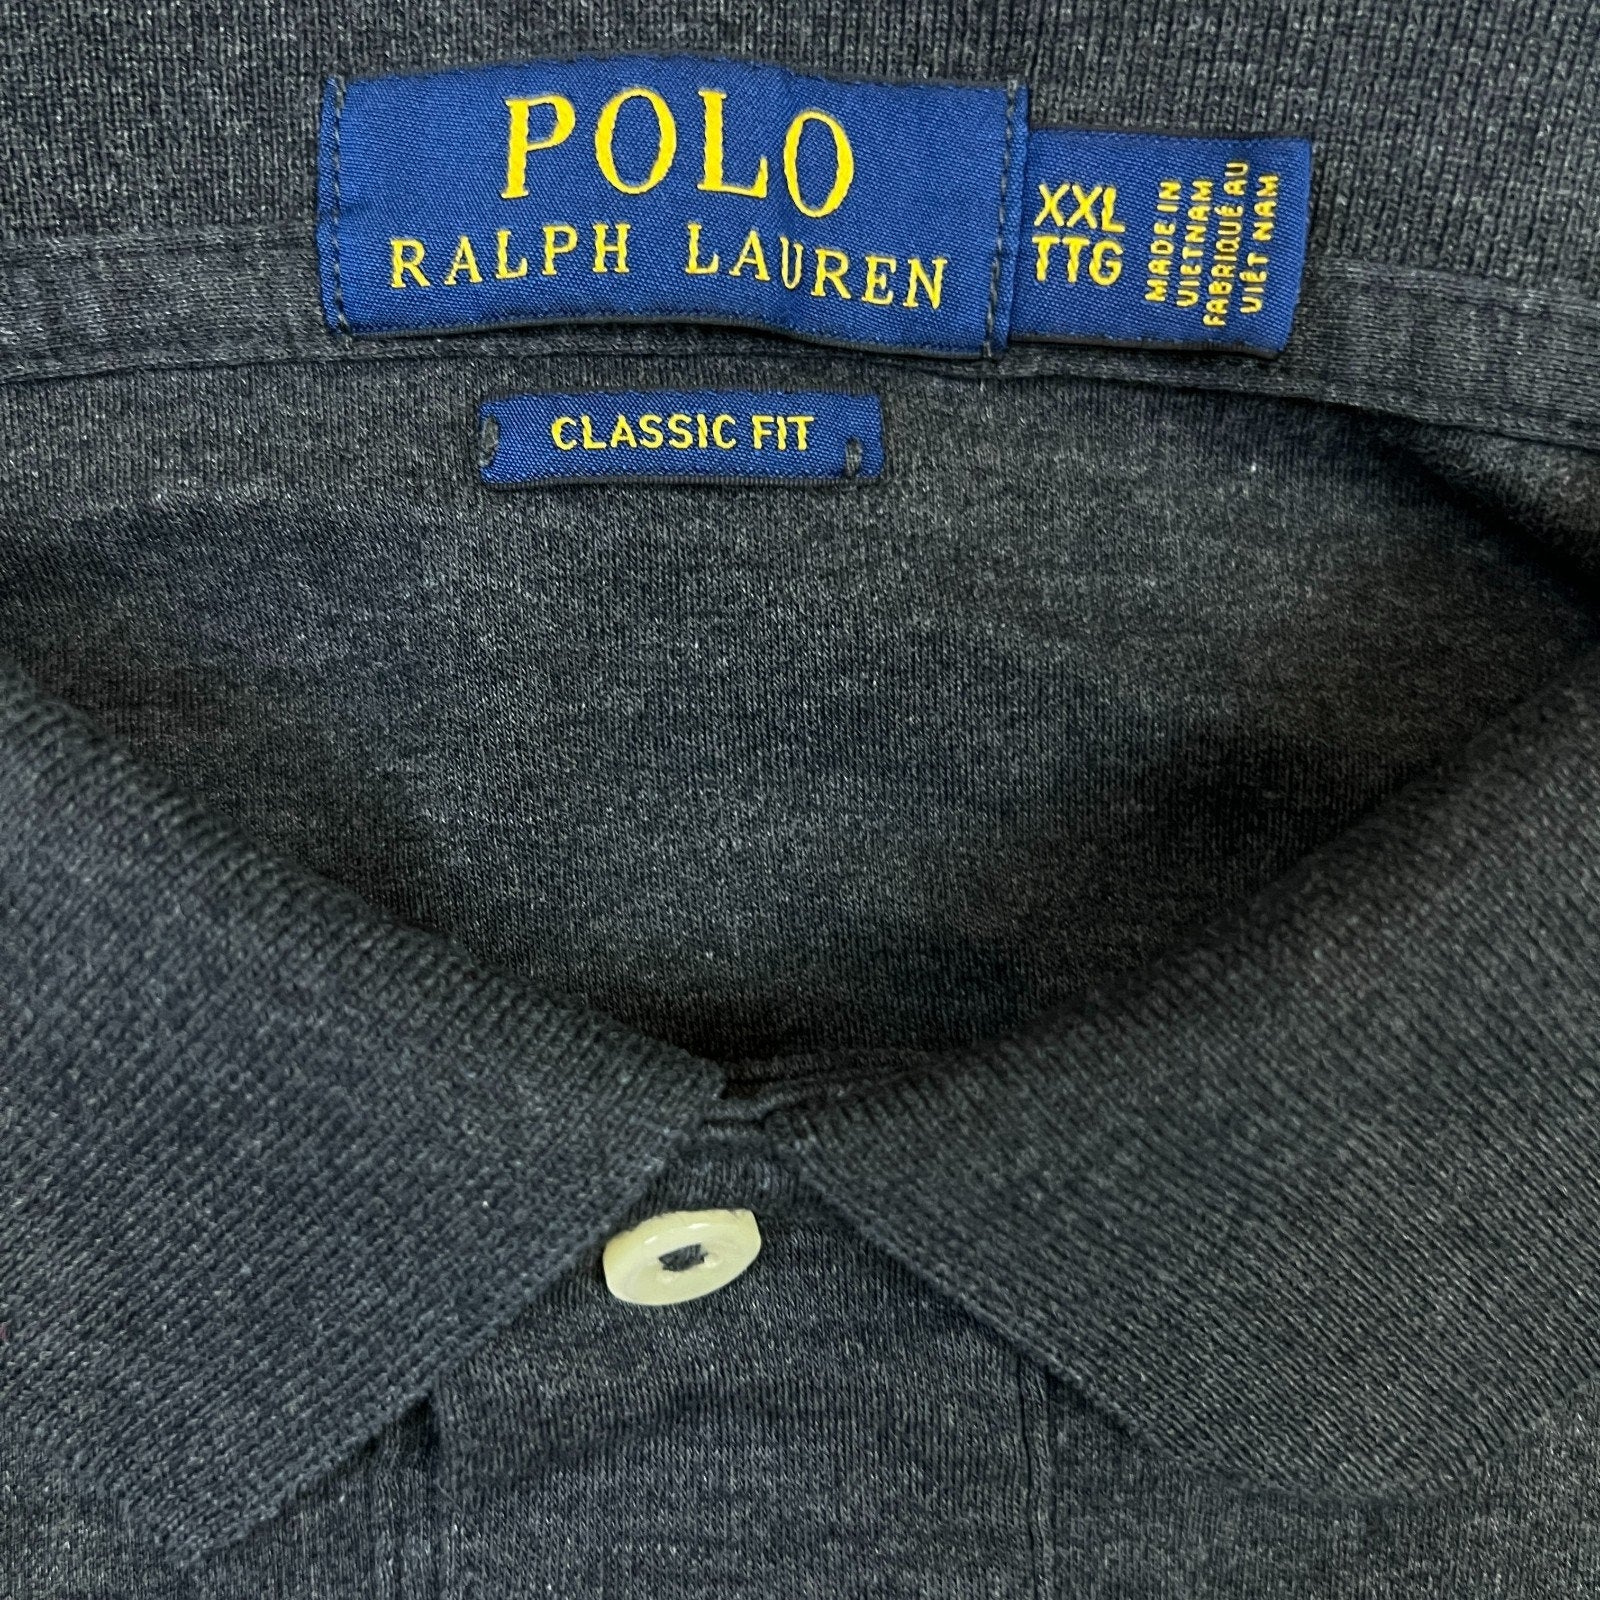 POLO
RALPH LAUREN
XXL
TTG
MADE IN
VIETNAM
FABRIQUÉ AU
VIÊT NAM
CLASSIC FIT